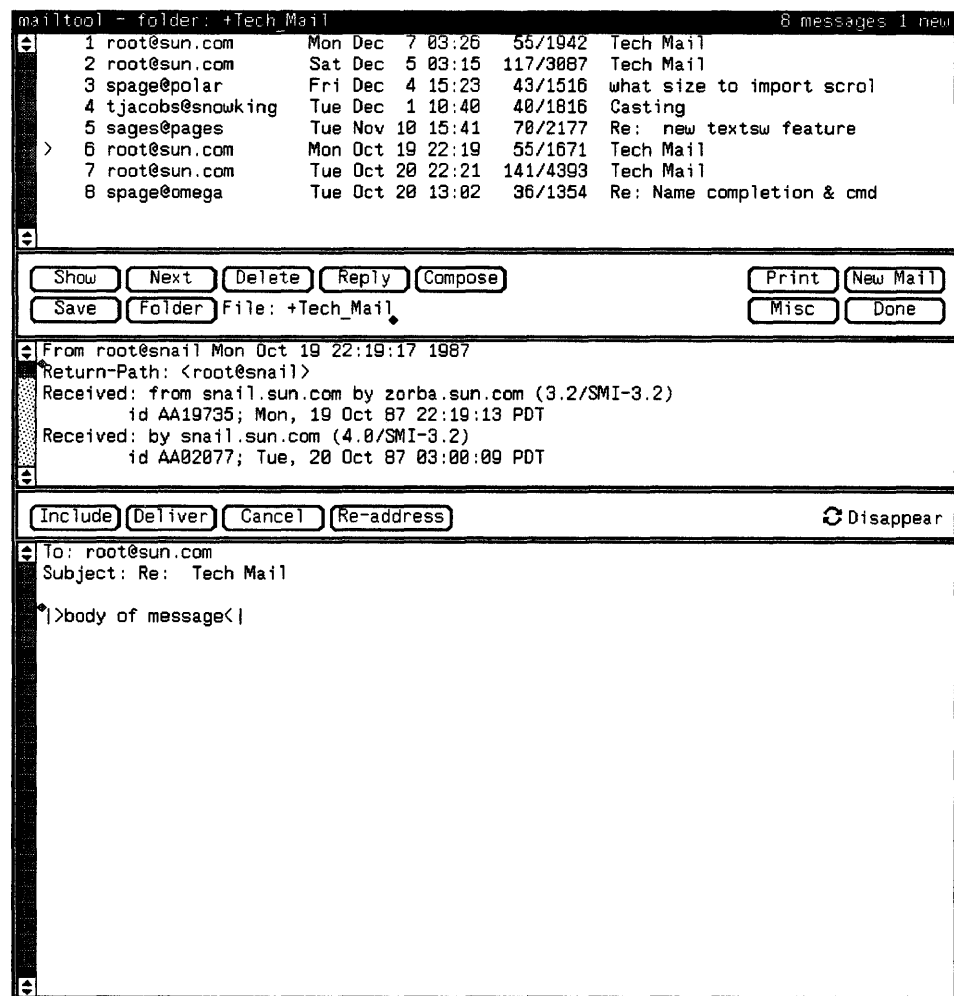 mailtool - folder: +Tech_Mail 8 messages 1 new
1 root@sun.com Mon Dec 7 03:26 55/1942 Tech Mail
2 root@sun.com Sat Dec 5 03:15 117/3087 Tech Mail
3 spage@polar Fri Dec 4 15:23 43/1516 what size to import scrol
4 tjacobs@snowking Tue Dec 1 10:40 40/1816 Casting
5 sages@pages Tue Nov 10 15:41 70/2177 Re: new textsw feature
> 6 root@sun.com Mon Oct 19 22:19 55/1671 Tech Mail
7 root@sun.com Tue Oct 20 22:21 141/4393 Tech Mail
8 spage@omega Tue Oct 20 13:02 36/1354 Re: Name completion & cmd
Show Next Delete Reply Compose Print New Mail
Save Folder File: +Tech_Mail Misc Done
From root@snail Mon Oct 19 22:19:17 1987
Return-Path: <root@snail>
Received: from snail.sun.com by zorba.sun.com (3.2/SMI-3.2)
id AA19735; Mon, 19 Oct 87 22:19:13 PDT
Received: by snail.sun.com (4.0/SMI-3.2)
id AA02077; Tue, 20 Oct 87 03:00:09 PDT
Include Deliver Cancel Re-address Disappear
To: root@sun.com
Subject: Re: Tech Mail
|>body of message<|